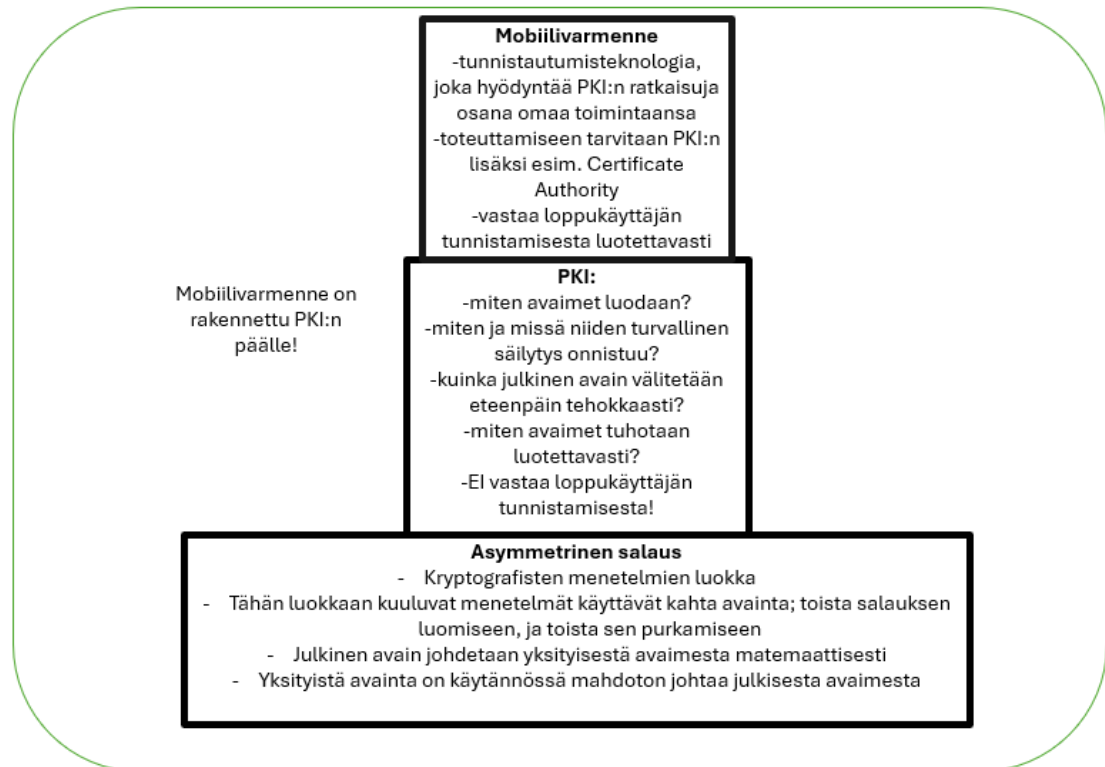 Mobiilivarmenne
-tunnistautumisteknologia,
joka hyödyntää PKI:n ratkaisuja
osana omaa toimintaansa
-toteuttamiseen tarvitaan PKI:n
lisäksi esim. Certificate
Authority
-vastaa loppukäyttäjän
tunnistamisesta luotettavasti
Mobiilivarmenne on
rakennettu PKI:n
päälle!
PKI:
-miten avaimet luodaan?
-miten ja missä niiden turvallinen
säilytys onnistuu?
-kuinka julkinen avain välitetään
eteenpäin tehokkaasti?
-miten avaimet tuhotaan
luotettavasti?
-EI vastaa loppukäyttäjän
tunnistamisesta!
Asymmetrinen salaus
- Kryptografisten menetelmien luokka
- Tähän luokkaan kuuluvat menetelmät käyttävät kahta avainta; toista salauksen
luomiseen, ja toista sen purkamiseen
- Julkinen avain johdetaan yksityisestä avaimesta matemaattisesti
- Yksityistä avainta on käytännössä mahdoton johtaa julkisesta avaimesta